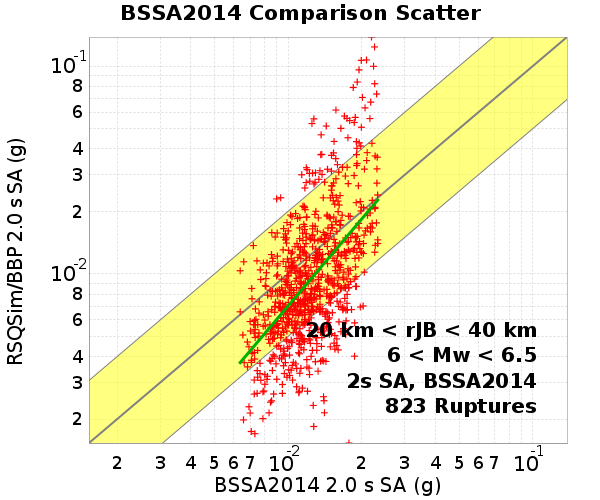 BSSA2014 Comparison Scatter
RSQSim/BBP 2.0 s SA (g)
10-1
8
6
4
3
2
10-2
8
6
4
3
2
20 km < rJB < 40 km
6 < Mw < 6.5
2s SA, BSSA2014
823 Ruptures
2 3 4 5 6 7 10-2 2 3 4 5 6 7 10-1
BSSA2014 2.0 s SA (g)